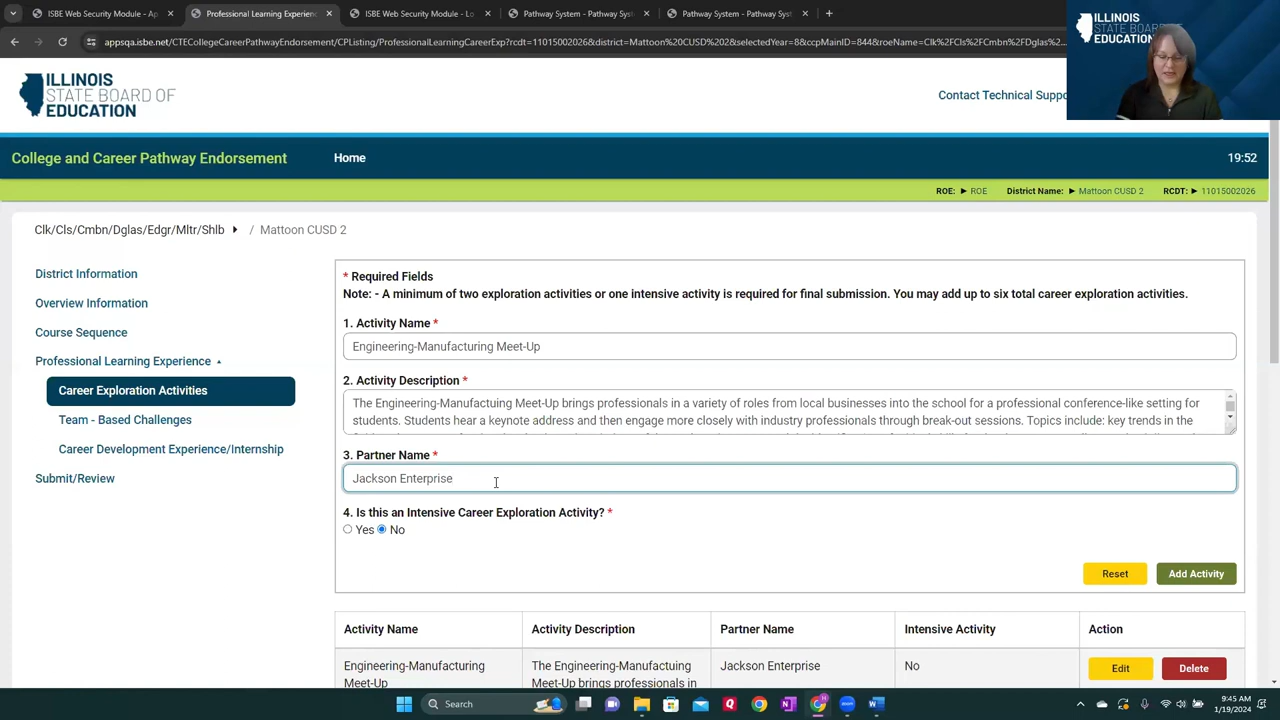 ISBE Web Security Module - Ap
Professional Learning Experienc
ISBE Web Security Module - Lo
Pathway System - Pathway Sys
Pathway System - Pathway Sys
appsqa.isbe.net/CTECollegeCareerPathwayEndorsement/CPListing/ProfessionalLearningCareerExp?rcdt=11015002026&district=Mattoon%20CUSD%202&selectedYear=8&ccpMainID=844&roeName=Clk%2FCls%2FCmbn%2FDglas%2FEdgr%2FMltr%2FShlb...
ILLINOIS
STATE BOARD OF
EDUCATION
Contact Technical Suppo
ILLINOIS
STATE BOARD
EDUCATION
College and Career Pathway Endorsement
Home
19:52
ROE: ROE District Name: Mattoon CUSD 2 RCDT: 11015002026
Clk/Cls/Cmbn/Dglas/Edgr/Mltr/Shlb / Mattoon CUSD 2
District Information
Overview Information
Course Sequence
Professional Learning Experience
Career Exploration Activities
Team - Based Challenges
Career Development Experience/Internship
Submit/Review
* Required Fields
Note: - A minimum of two exploration activities or one intensive activity is required for final submission. You may add up to six total career exploration activities.
1. Activity Name *
Engineering-Manufacturing Meet-Up
2. Activity Description *
The Engineering-Manufactuing Meet-Up brings professionals in a variety of roles from local businesses into the school for a professional conference-like setting for
students. Students hear a keynote address and then engage more closely with industry professionals through break-out sessions. Topics include: key trends in the
3. Partner Name *
Jackson Enterprise
4. Is this an Intensive Career Exploration Activity? *
Yes No
Reset
Add Activity
Activity Name Activity Description Partner Name Intensive Activity Action
Engineering-Manufacturing The Engineering-Manufactuing Jackson Enterprise No Edit Delete
Meet-Up Meet-Up brings professionals in
Search
9:45 AM
1/19/2024